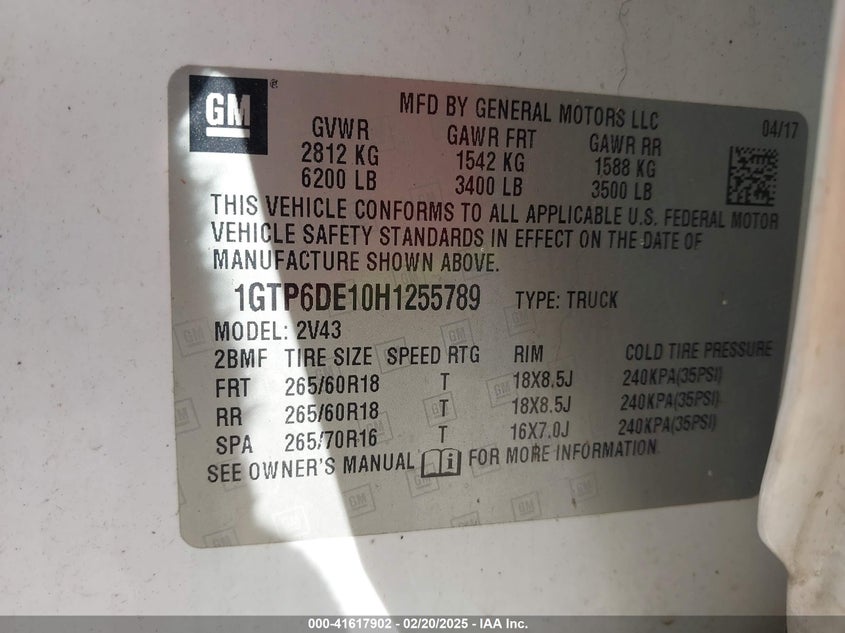 GM ®
MFD BY GENERAL MOTORS LLC 04/17
GVWR GAWR FRT GAWR RR
2812 KG 1542 KG 1588 KG
6200 LB 3400 LB 3500 LB
THIS VEHICLE CONFORMS TO ALL APPLICABLE U.S. FEDERAL MOTOR
VEHICLE SAFETY STANDARDS IN EFFECT ON THE DATE OF
MANUFACTURE SHOWN ABOVE.
1GTP6DE10H1255789 TYPE: TRUCK
MODEL: 2V43
2BMF TIRE SIZE SPEED RTG RIM COLD TIRE PRESSURE
FRT 265/60R18 T 18X8.5J 240KPA(35PSI)
RR 265/60R18 T 18X8.5J 240KPA(35PSI)
SPA 265/70R16 T 16X7.0J 240KPA(35PSI)
SEE OWNER'S MANUAL i FOR MORE INFORMATION.
000-41617902 / 02/20/2025 - IAA Inc.